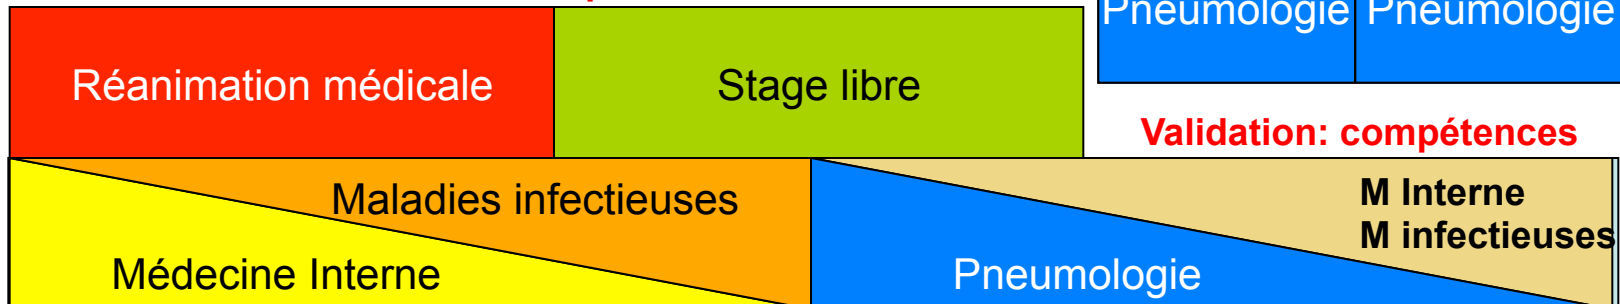 Pneumologie Pneumologie
Réanimation médicale
Stage libre
Validation: compétences
Maladies infectieuses
M Interne
M infectieuses
Médecine Interne
Pneumologie